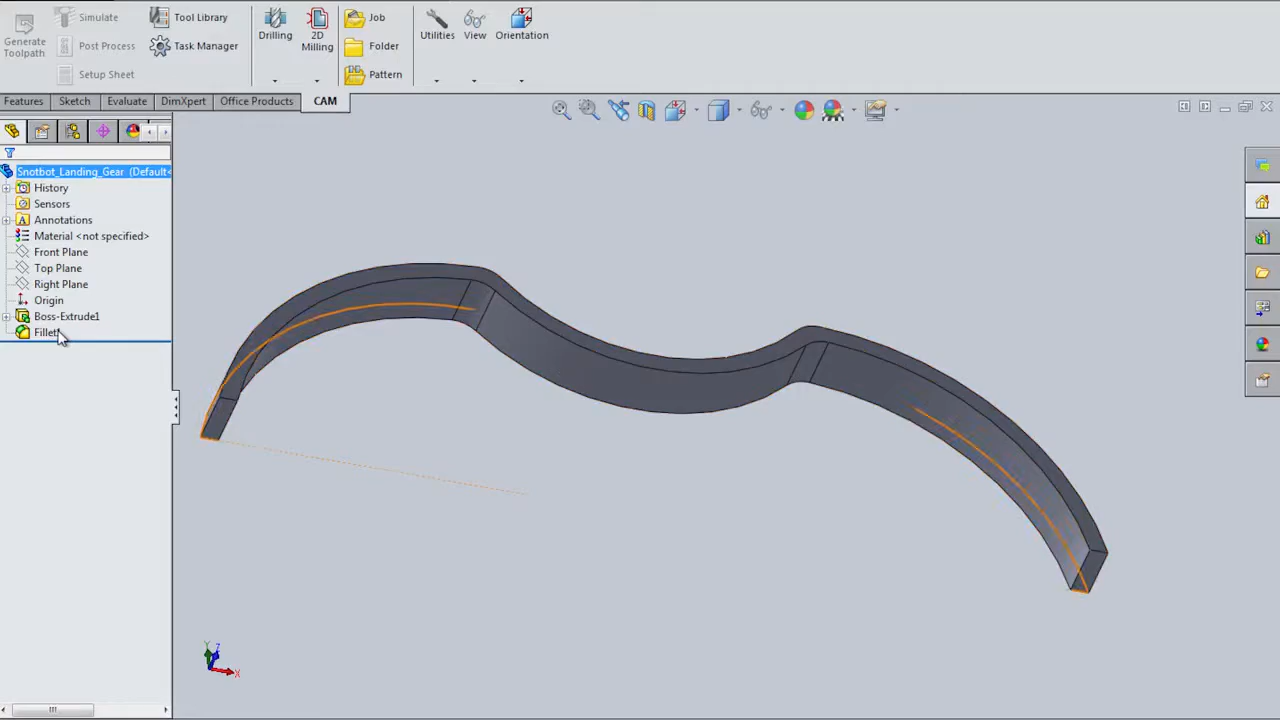 Simulate
Tool Library
Generate
Toolpath
Post Process
Task Manager
Setup Sheet
Drilling
2D
Milling
Job
Folder
Pattern
Utilities
View
Orientation
Features
Sketch
Evaluate
DimXpert
Office Products
CAM
Snotbot_Landing_Gear (Default<
History
Sensors
Annotations
Material <not specified>
Front Plane
Top Plane
Right Plane
Origin
Boss-Extrude1
Fillet
Y
Z
X